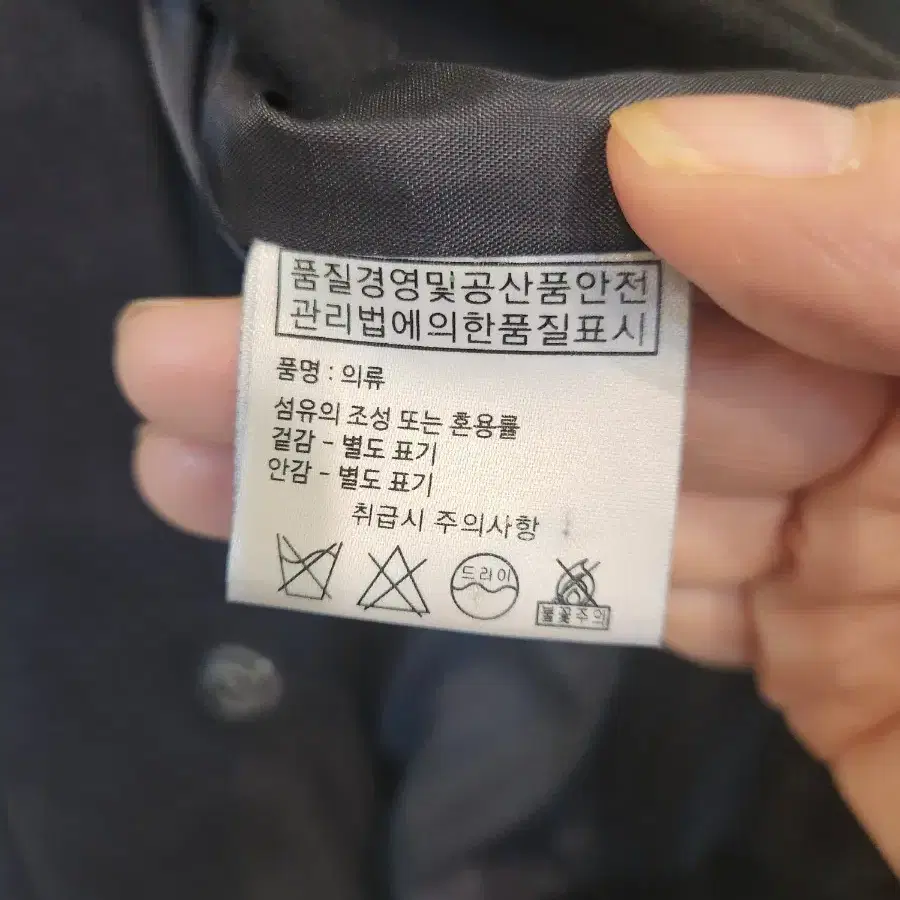 품질경영및공산품안전
관리법에의한품질표시
품명 : 의류
섬유의 조성 또는 혼용률
겉감 - 별도 표기
안감 - 별도 표기
취급시 주의사항
드라이
불꽃주의